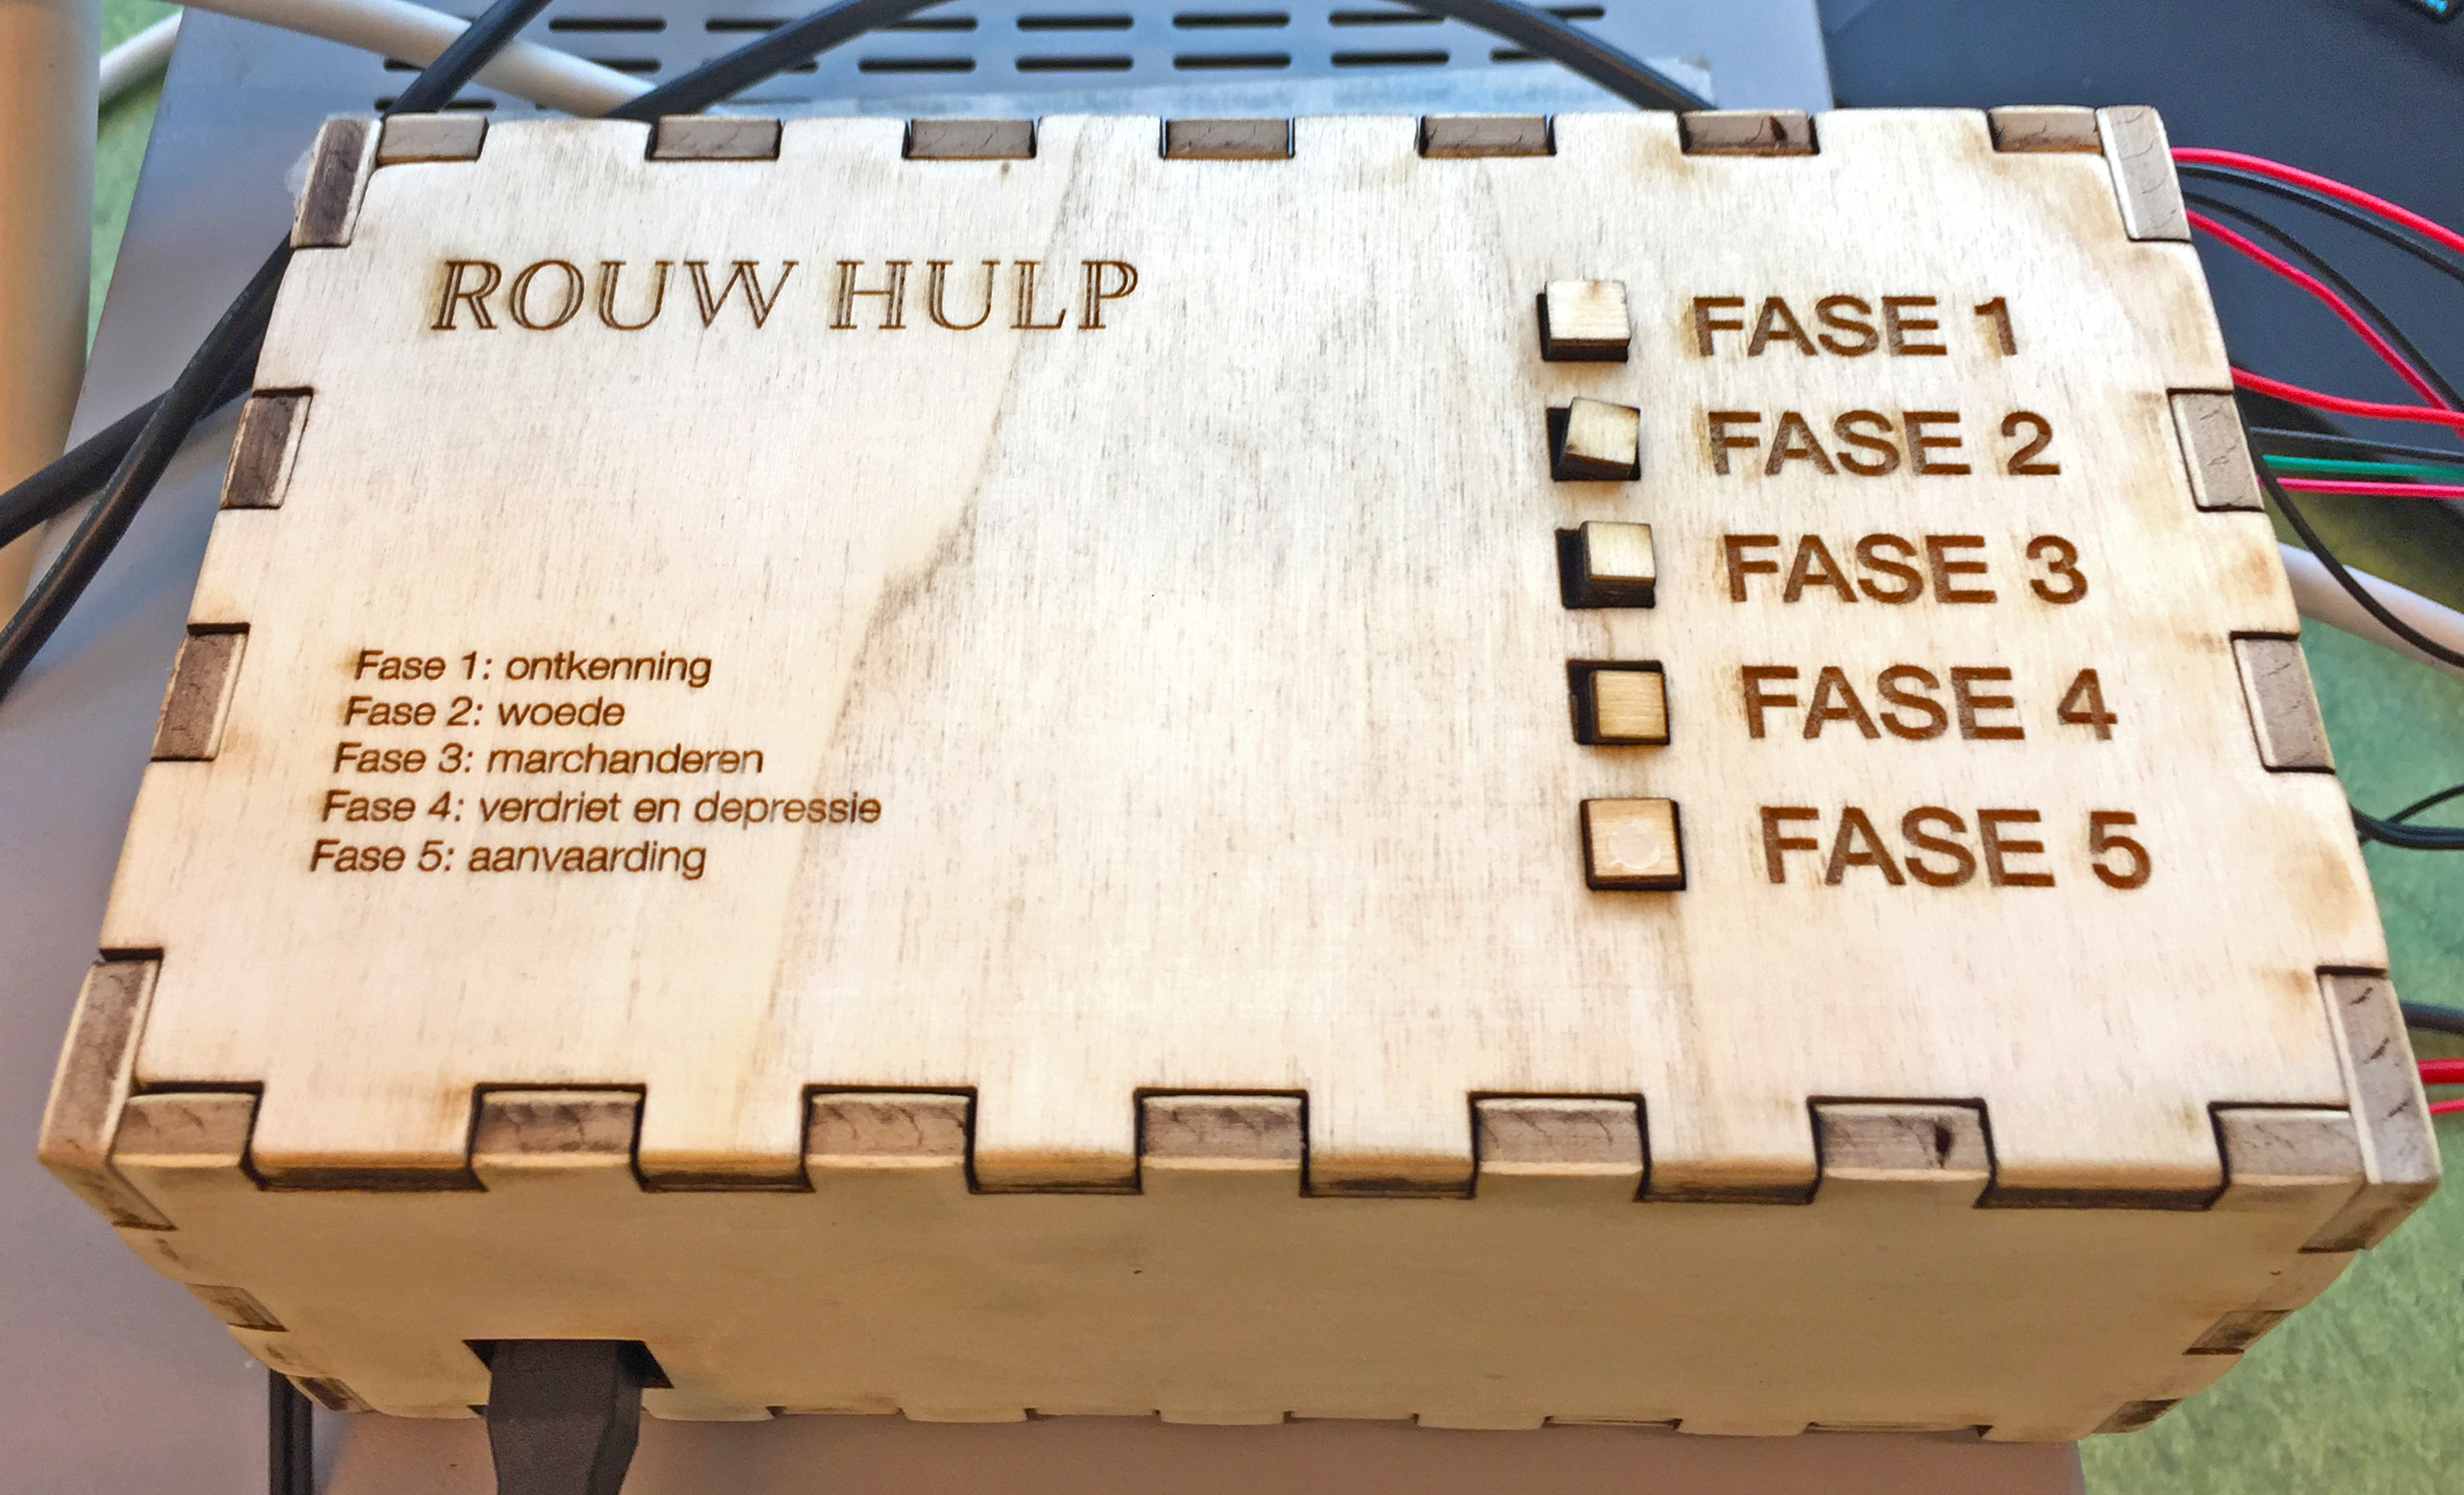 ROUW HULP
Fase 1: ontkenning
Fase 2: woede
Fase 3: marchanderen
Fase 4: verdriet en depressie
Fase 5: aanvaarding
FASE 1
FASE 2
FASE 3
FASE 4
FASE 5